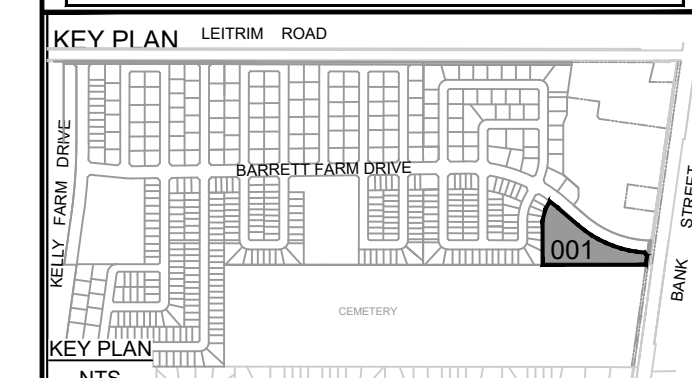 KEY PLAN
LEITRIM ROAD
KELLY FARM DRIVE
BARRETT FARM DRIVE
BANK STREET
001
CEMETERY
KEY PLAN
NTS